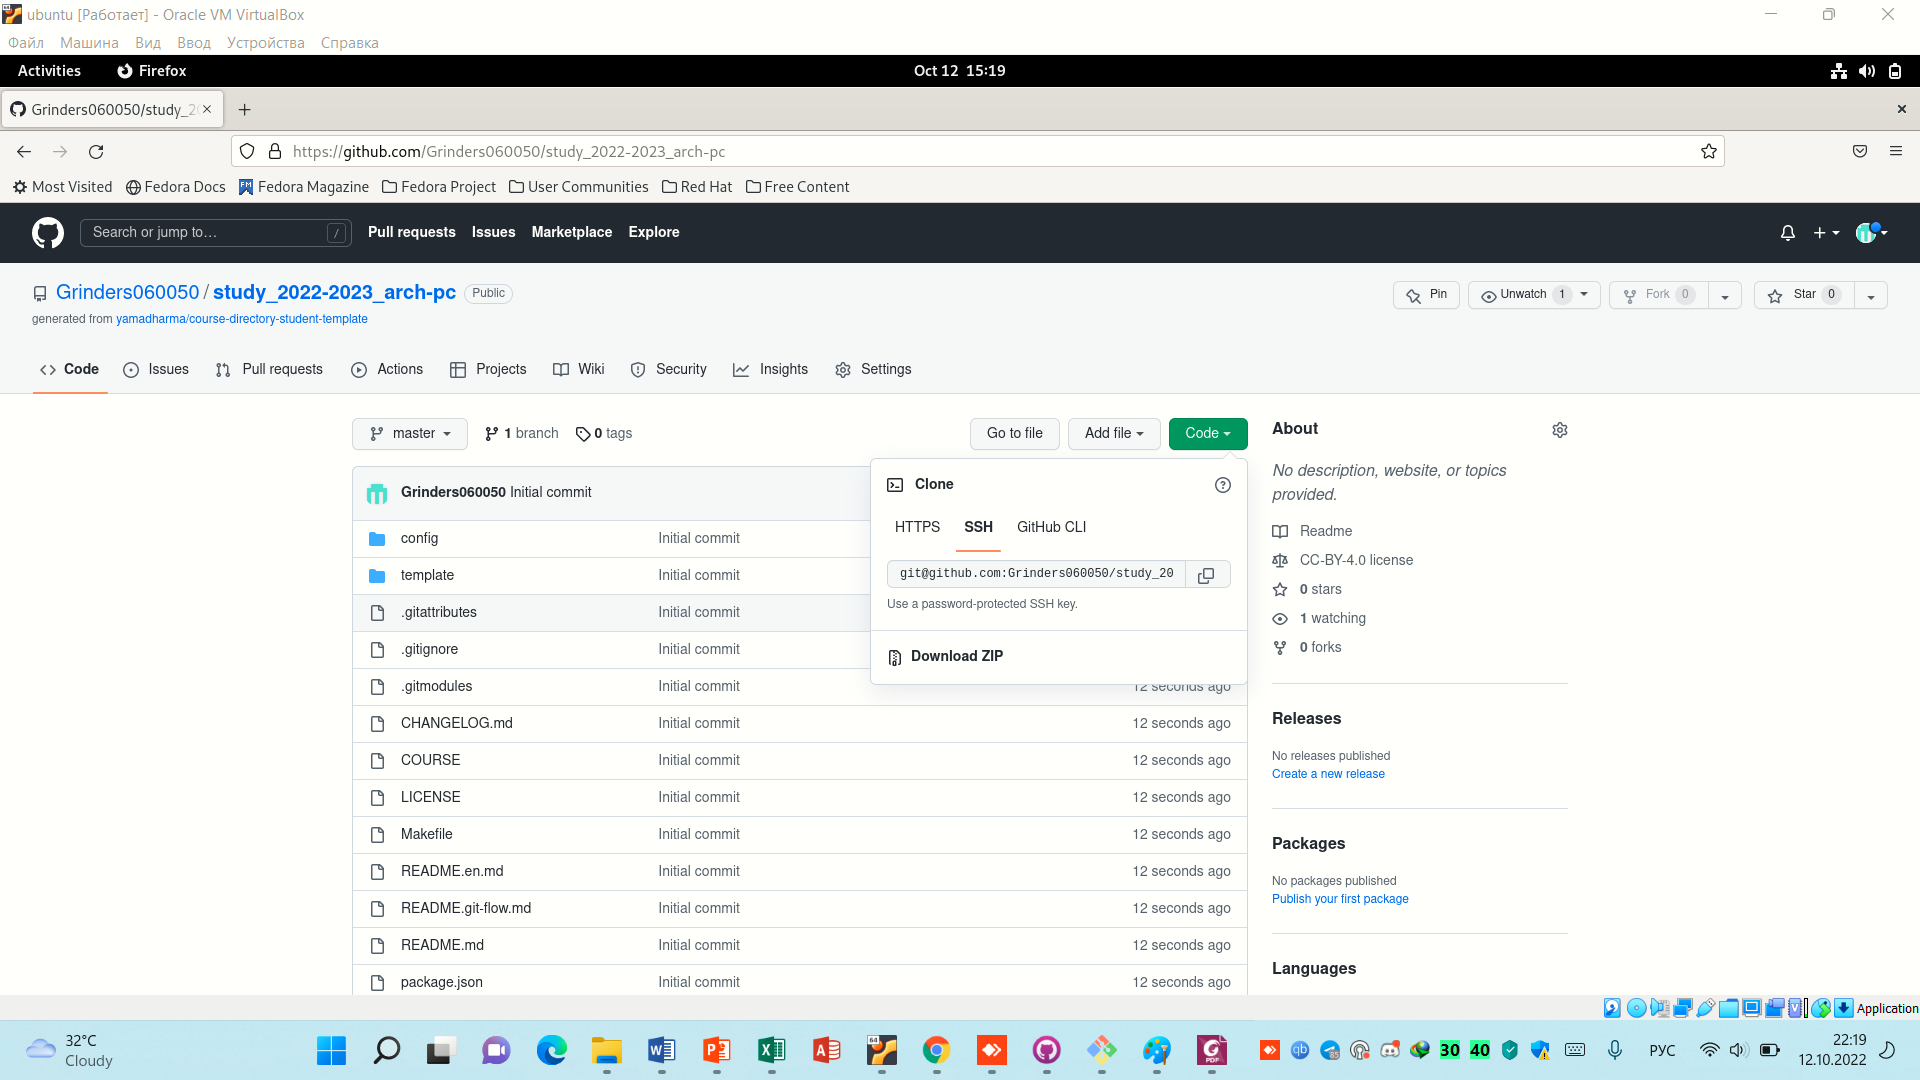 ubuntu [Работает] - Oracle VM VirtualBox
Файл Машина Вид Ввод Устройства Справка
Activities Firefox Oct 12 15:19
Grinders060050/study_2
https://github.com/Grinders060050/study_2022-2023_arch-pc
Most Visited Fedora Docs Fedora Magazine Fedora Project User Communities Red Hat Free Content
Search or jump to… / Pull requests Issues Marketplace Explore
Grinders060050 / study_2022-2023_arch-pc Public Pin Unwatch 1 Fork 0 Star 0
generated from yamadharma/course-directory-student-template
Code Issues Pull requests Actions Projects Wiki Security Insights Settings
master 1 branch 0 tags Go to file Add file Code
Grinders060050 Initial commit
config Initial commit
template Initial commit
.gitattributes Initial commit
.gitignore Initial commit
.gitmodules Initial commit 12 seconds ago
CHANGELOG.md Initial commit 12 seconds ago
COURSE Initial commit 12 seconds ago
LICENSE Initial commit 12 seconds ago
Makefile Initial commit 12 seconds ago
README.en.md Initial commit 12 seconds ago
README.git-flow.md Initial commit 12 seconds ago
README.md Initial commit 12 seconds ago
package.json Initial commit 12 seconds ago
Clone
HTTPS SSH GitHub CLI
git@github.com:Grinders060050/study_20
Use a password-protected SSH key.
Download ZIP
About
No description, website, or topics
provided.
Readme
CC-BY-4.0 license
0 stars
1 watching
0 forks
Releases
No releases published
Create a new release
Packages
No packages published
Publish your first package
Languages
Application
32°C
Cloudy
30 40 РУС
22:19
12.10.2022